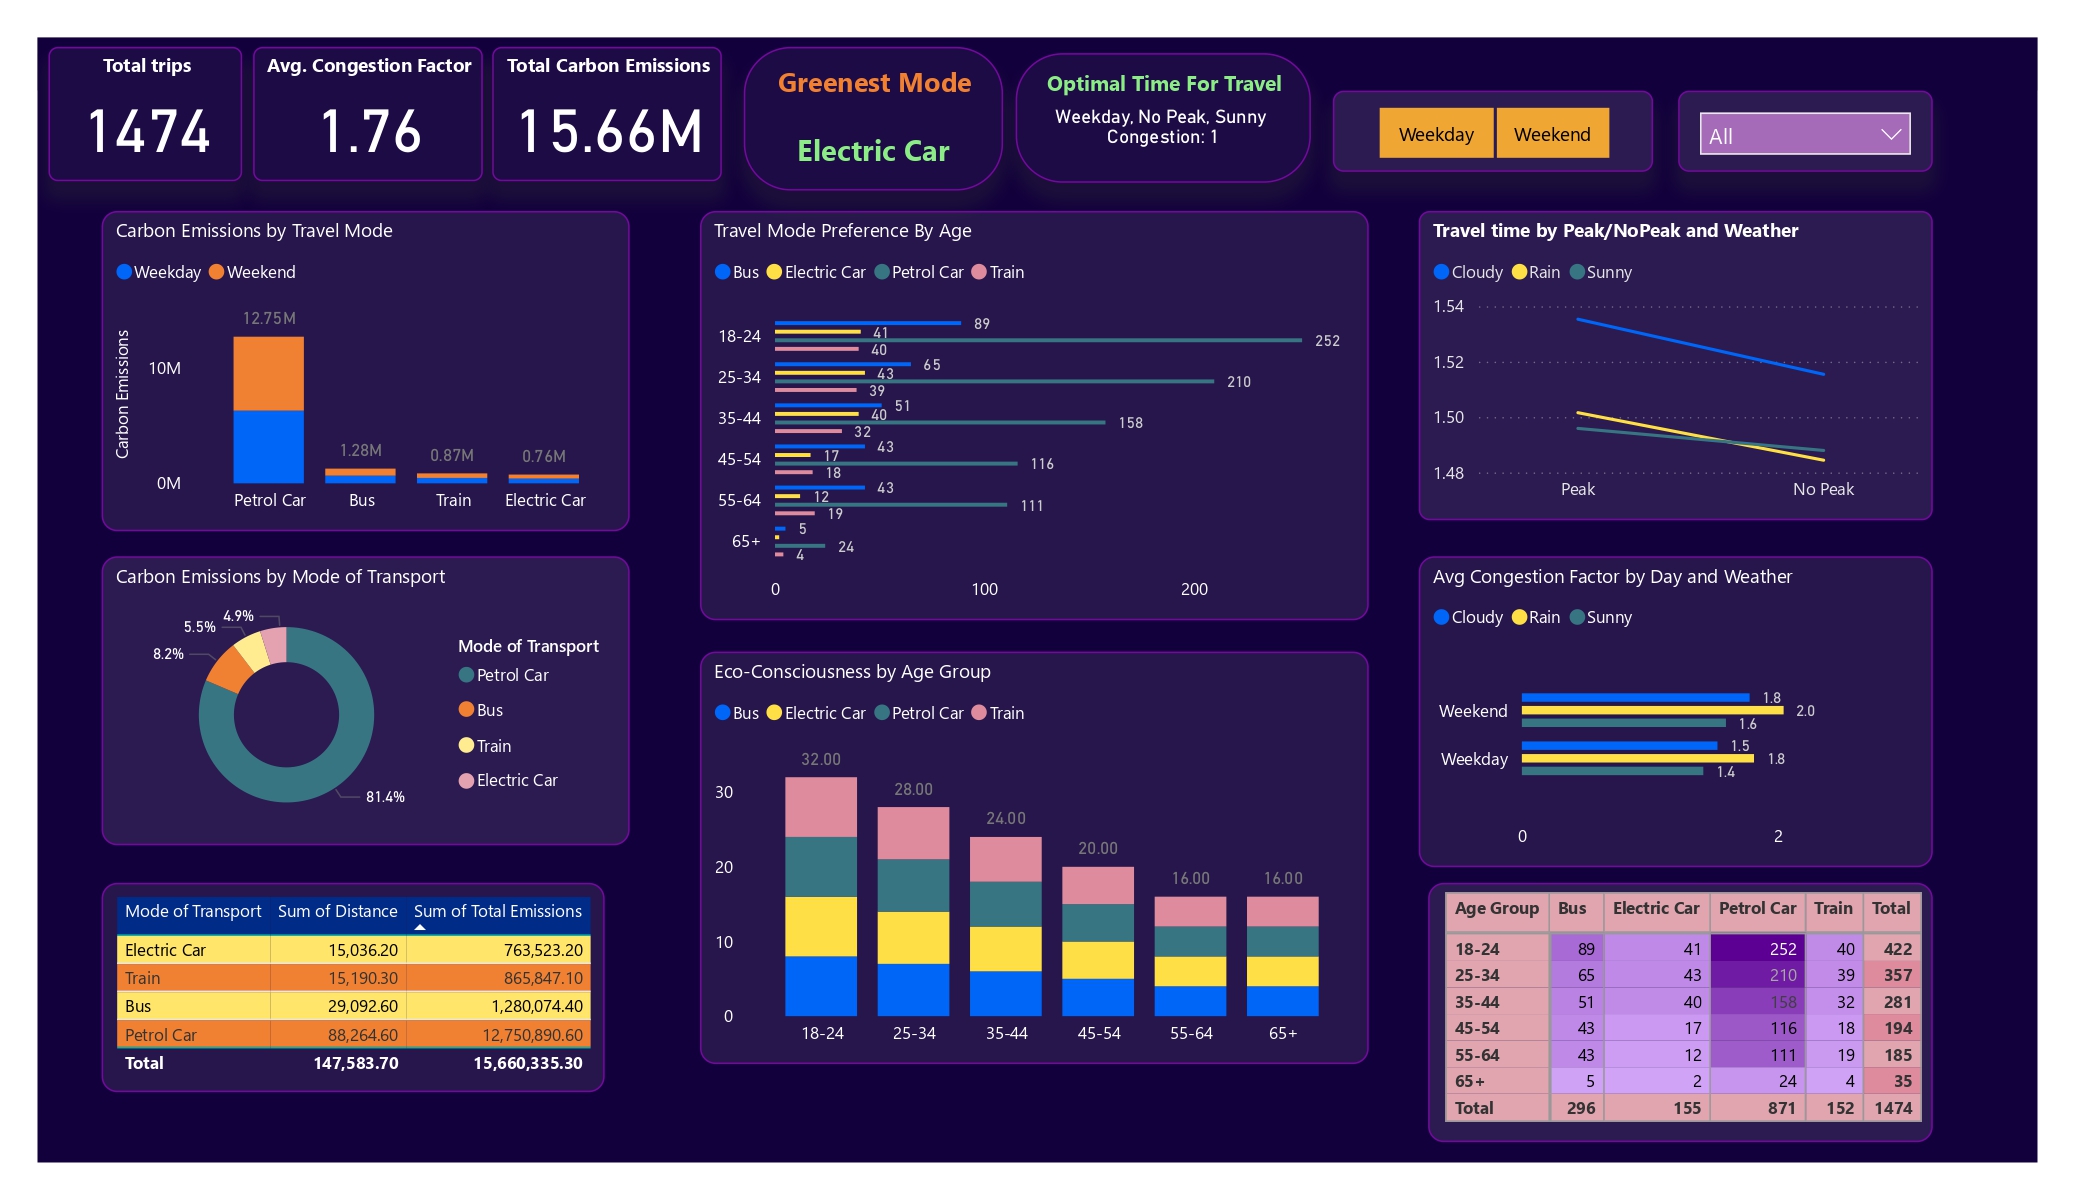 Total trips
1474
Avg. Congestion Factor
1.76
Total Carbon Emissions
15.66M
Greenest Mode
Electric Car
Optimal Time For Travel
Weekday, No Peak, Sunny
Congestion: 1
Weekday Weekend
All
Carbon Emissions by Travel Mode
Weekday Weekend
Carbon Emissions
12.75M
10M
1.28M
0.87M
0.76M
0M
Petrol Car Bus Train Electric Car
Travel Mode Preference By Age
Bus Electric Car Petrol Car Train
89
41
18-24
252
40
65
43
25-34
210
39
51
40
35-44
158
32
43
17
45-54
116
18
43
12
55-64
111
19
5
65+
24
4
0 100 200
Travel time by Peak/NoPeak and Weather
Cloudy Rain Sunny
1.54
1.52
1.50
1.48
Peak No Peak
Carbon Emissions by Mode of Transport
4.9%
5.5%
8.2%
81.4%
Mode of Transport
Petrol Car
Bus
Train
Electric Car
Eco-Consciousness by Age Group
Bus Electric Car Petrol Car Train
32.00
28.00
24.00
20.00
16.00
16.00
30
20
10
0
18-24 25-34 35-44 45-54 55-64 65+
Avg Congestion Factor by Day and Weather
Cloudy Rain Sunny
1.8
Weekend 2.0
1.6
1.5
Weekday 1.8
1.4
0 2
Mode of Transport Sum of Distance Sum of Total Emissions
Electric Car 15,036.20 763,523.20
Train 15,190.30 865,847.10
Bus 29,092.60 1,280,074.40
Petrol Car 88,264.60 12,750,890.60
Total 147,583.70 15,660,335.30
Age Group Bus Electric Car Petrol Car Train Total
18-24 89 41 252 40 422
25-34 65 43 210 39 357
35-44 51 40 158 32 281
45-54 43 17 116 18 194
55-64 43 12 111 19 185
65+ 5 2 24 4 35
Total 296 155 871 152 1474